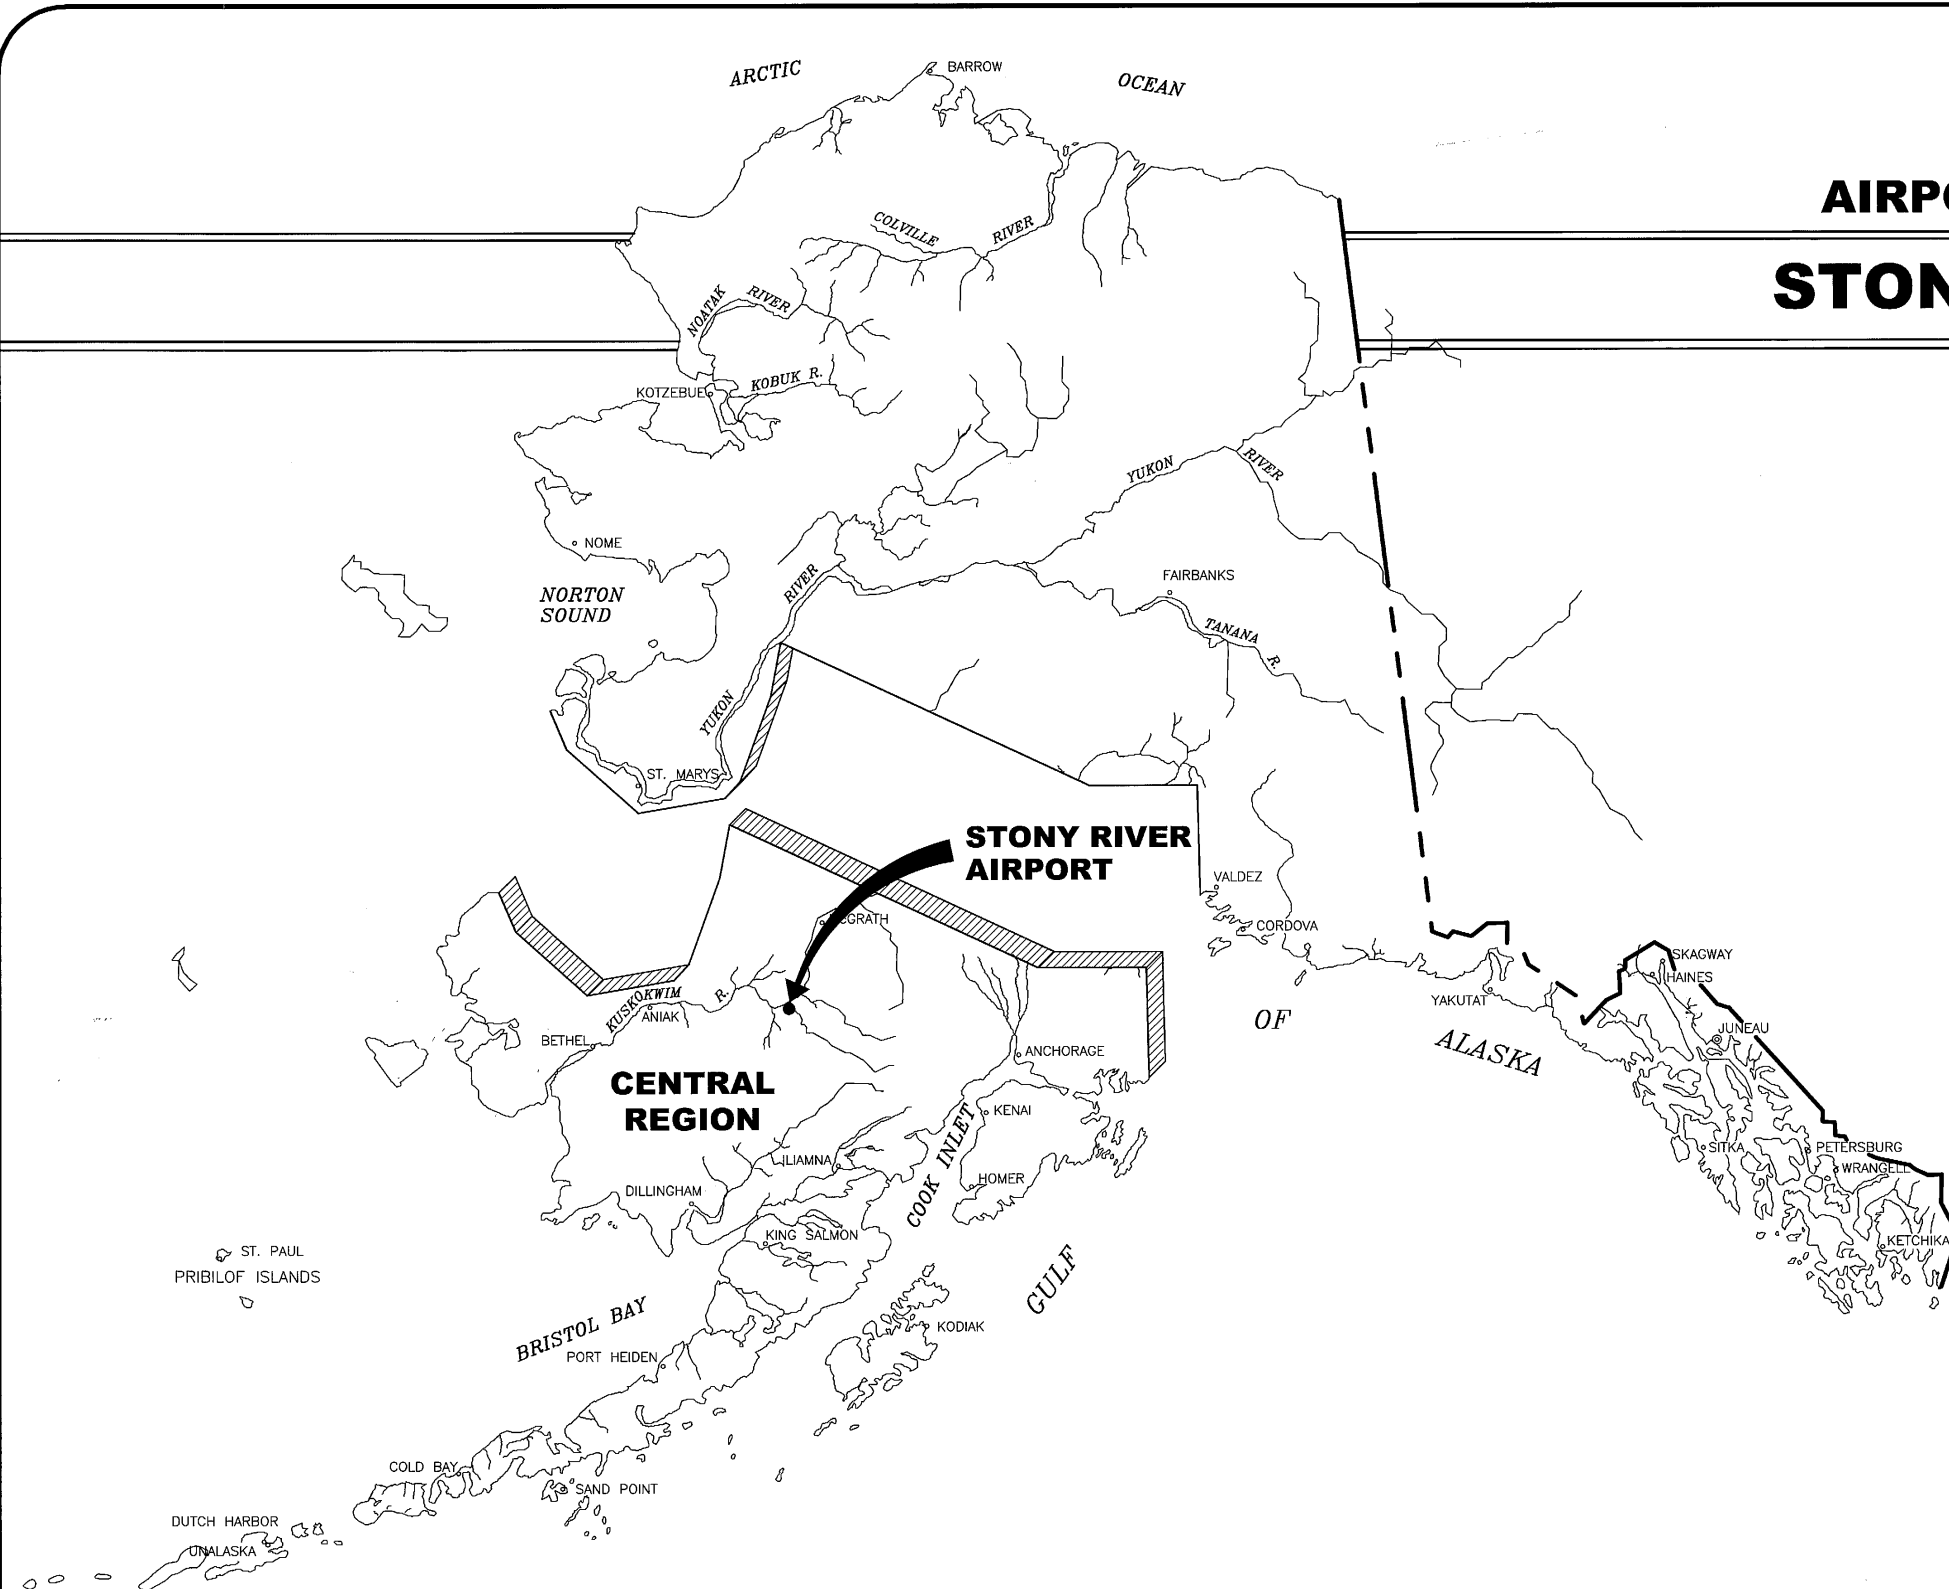 ARCTIC
BARROW
OCEAN
AIRPO
STON
COLVILLE
RIVER
NOATAK
RIVER
KOTZEBUE
KOBUK R.
YUKON
RIVER
NOME
NORTON
SOUND
RIVER
FAIRBANKS
TANANA
R.
YUKON
ST. MARYS
STONY RIVER
AIRPORT
VALDEZ
CORDOVA
CGRATH
SKAGWAY
HAINES
YAKUTAT
KUSKOKWIM
R.
ANIAK
BETHEL
OF
ALASKA
JUNEAU
ANCHORAGE
CENTRAL
REGION
KENAI
COOK INLET
ILIAMNA
HOMER
DILLINGHAM
KING SALMON
SITKA
PETERSBURG
WRANGELL
KETCHIKA
ST. PAUL
PRIBILOF ISLANDS
GULF
BRISTOL BAY
KODIAK
PORT HEIDEN
COLD BAY
SAND POINT
DUTCH HARBOR
UNALASKA